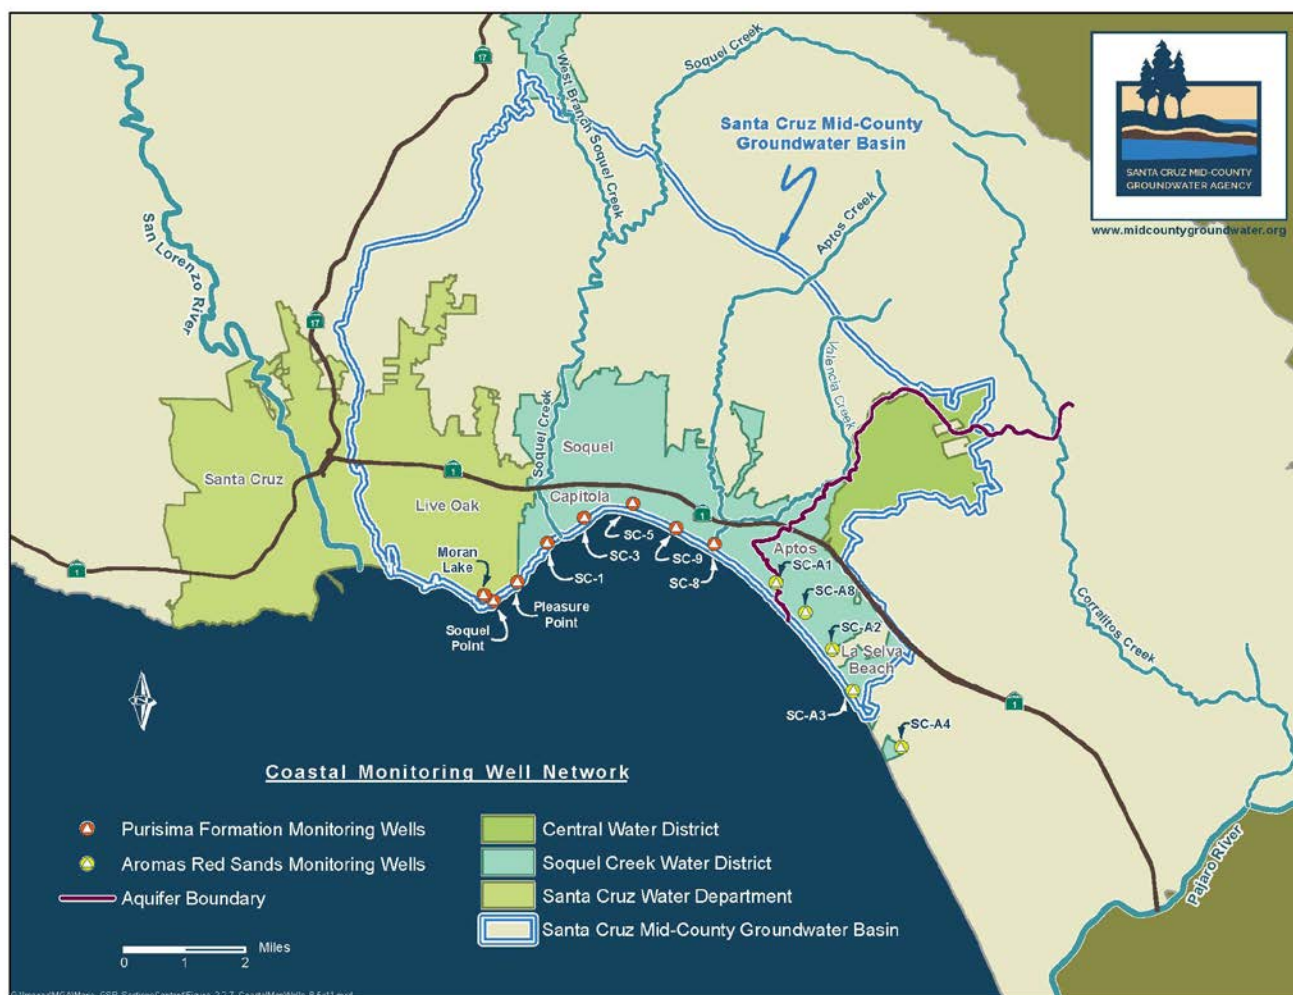 17
West Branch Soquel Creek
Soquel Creek
Santa Cruz Mid-County
Groundwater Basin
SANTA CRUZ MID-COUNTY
GROUNDWATER AGENCY
www.midcountygroundwater.org
Aptos Creek
San Lorenzo
River
17
Valencia Creek
Soquel Creek
Soquel
Santa Cruz
1
Live Oak
Capitola
1
SC-5
SC-3
SC-9
SC-1
SC-8
Aptos
SC-A1
1
Moran
Lake
Pleasure
Point
Soquel
Point
SC-A8
SC-A2
La Selva
Beach
Corralitos Creek
SC-A3
SC-A4
1
Coastal Monitoring Well Network
Purisima Formation Monitoring Wells
Aromas Red Sands Monitoring Wells
Aquifer Boundary
Central Water District
Soquel Creek Water District
Santa Cruz Water Department
Santa Cruz Mid-County Groundwater Basin
Pajaro River
Miles
0 1 2